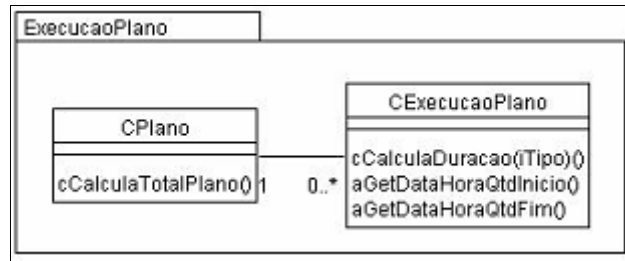 ExecucaoPlano
CPlano
cCalculaTotalPlano()
1
0..*
CExecucaoPlano
cCalculaDuracao(iTipo)()
aGetDataHoraQtdInicio()
aGetDataHoraQtdFim()